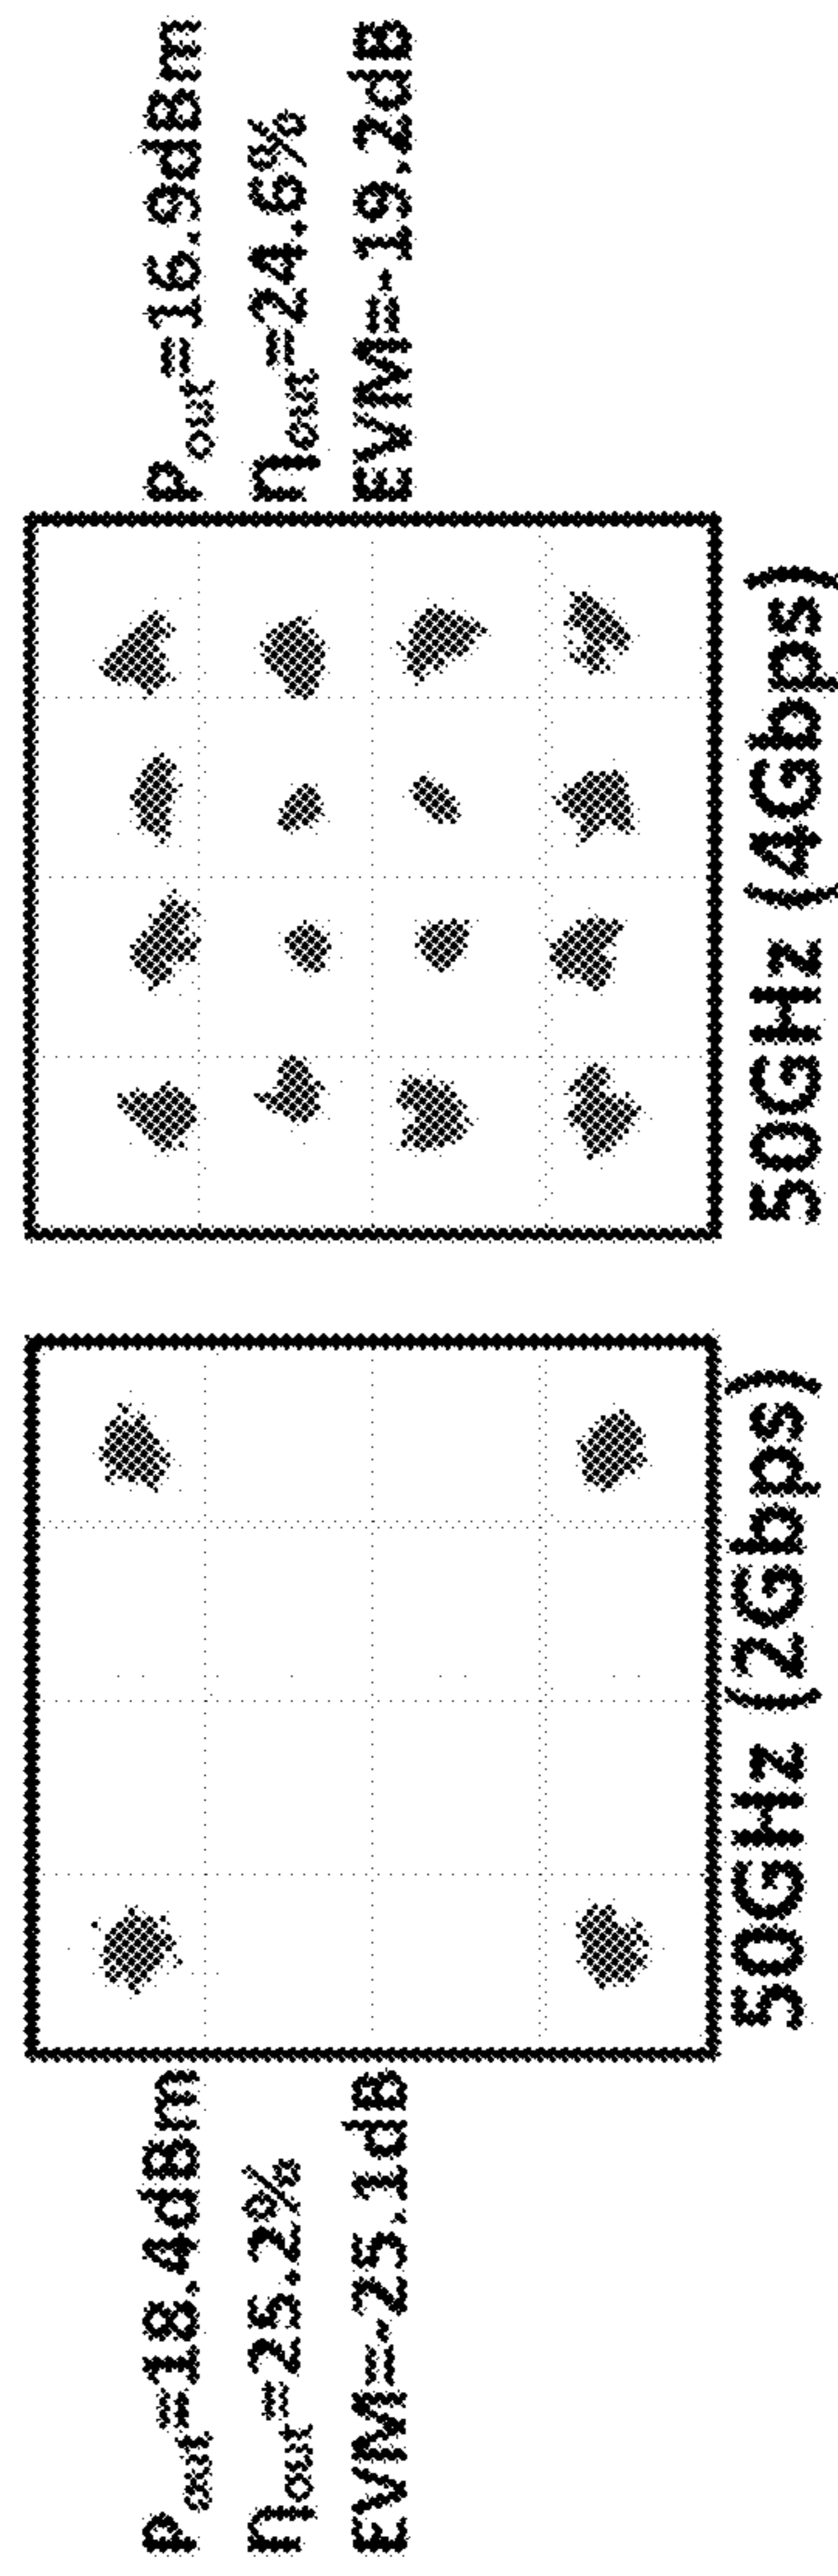 Pout=18.4dBm
ηout=25.2%
EVM=-25.1dB
50GHz (2Gbps)
50GHz (4Gbps)
Pout=16.9dBm
ηout=24.6%
EVM=-19.2dB